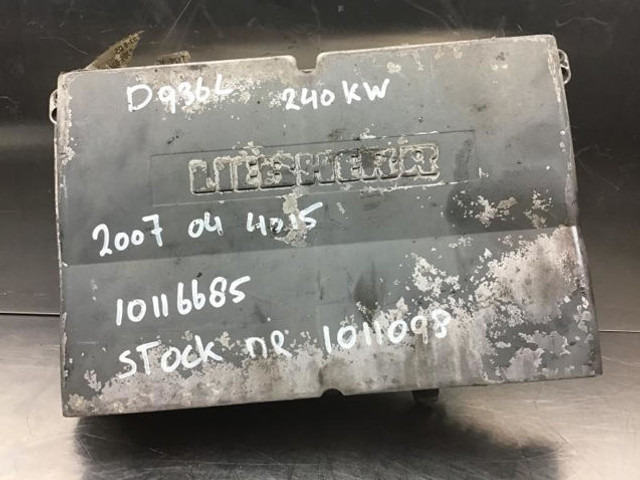 D936L 240KW
LIEBHERR
2007 04 4015
10116685
STOCK nR 1011098